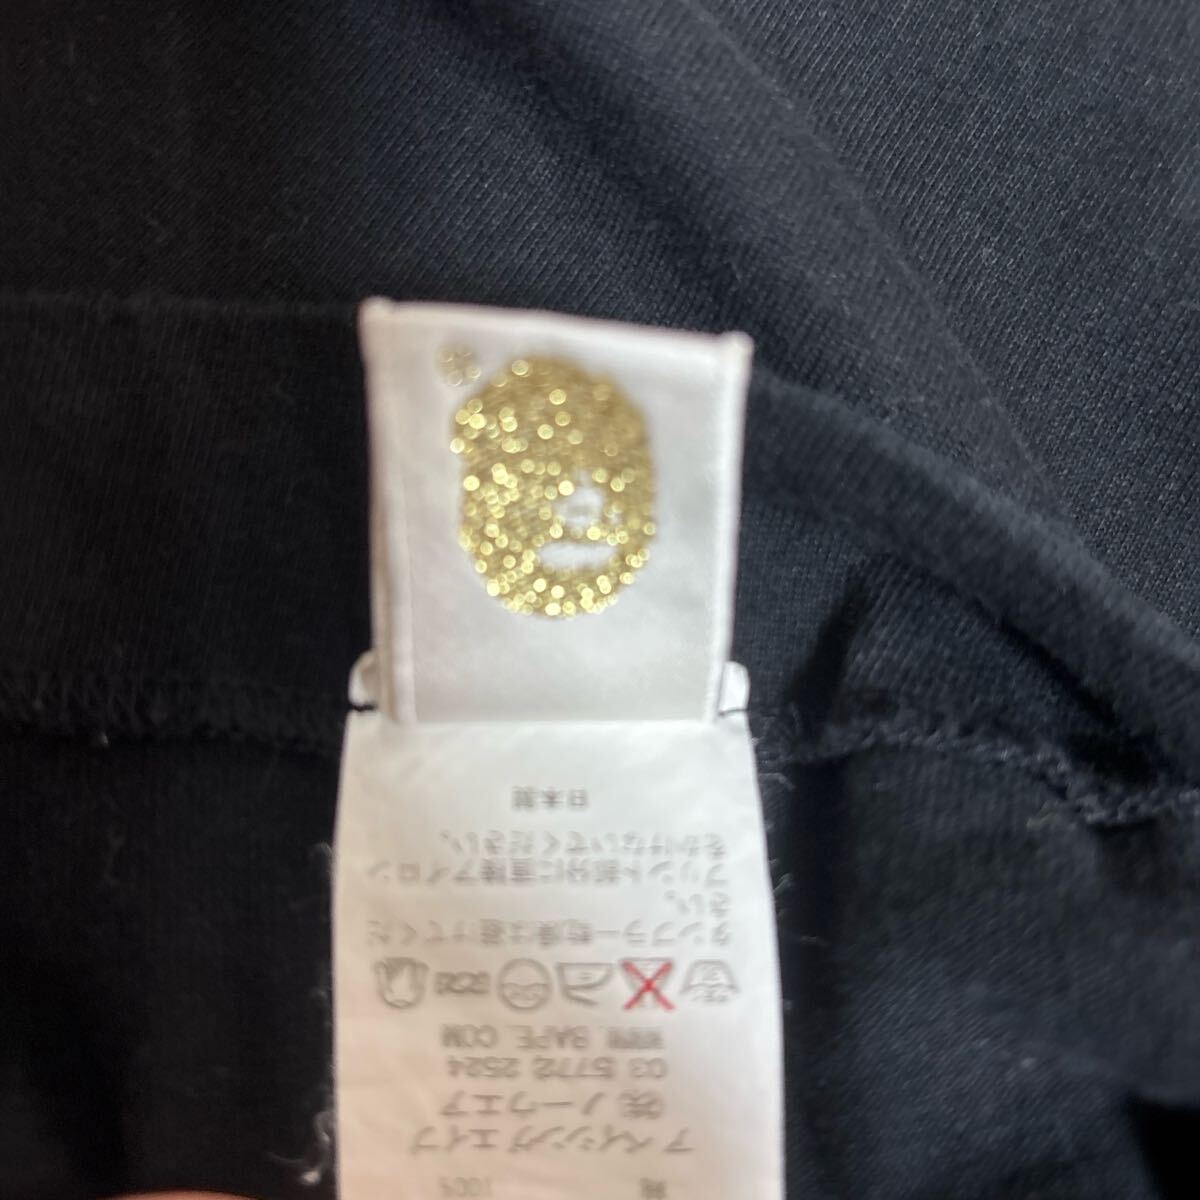 綿 100%
ア ベイシング エイプ
㈱ ノーウエア
03 5772 2524
WWW. BAPE. COM
タンブラー乾燥は避けてくだ
さい。
プリント部分に直接アイロン
をかけないでください。
日本製